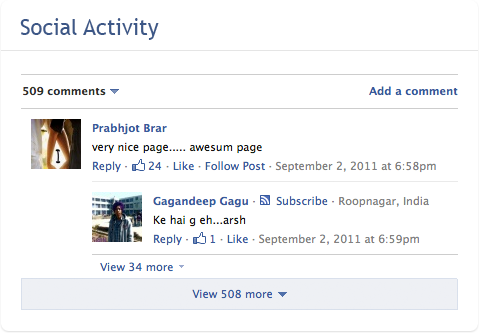 Social Activity
509 comments
Add a comment
Prabhjot Brar
very nice page..... awesum page
Reply · 24 · Like · Follow Post · September 2, 2011 at 6:58pm
Gagandeep Gagu · Subscribe · Roopnagar, India
Ke hai g eh...arsh
Reply · 1 · Like · September 2, 2011 at 6:59pm
View 34 more
View 508 more